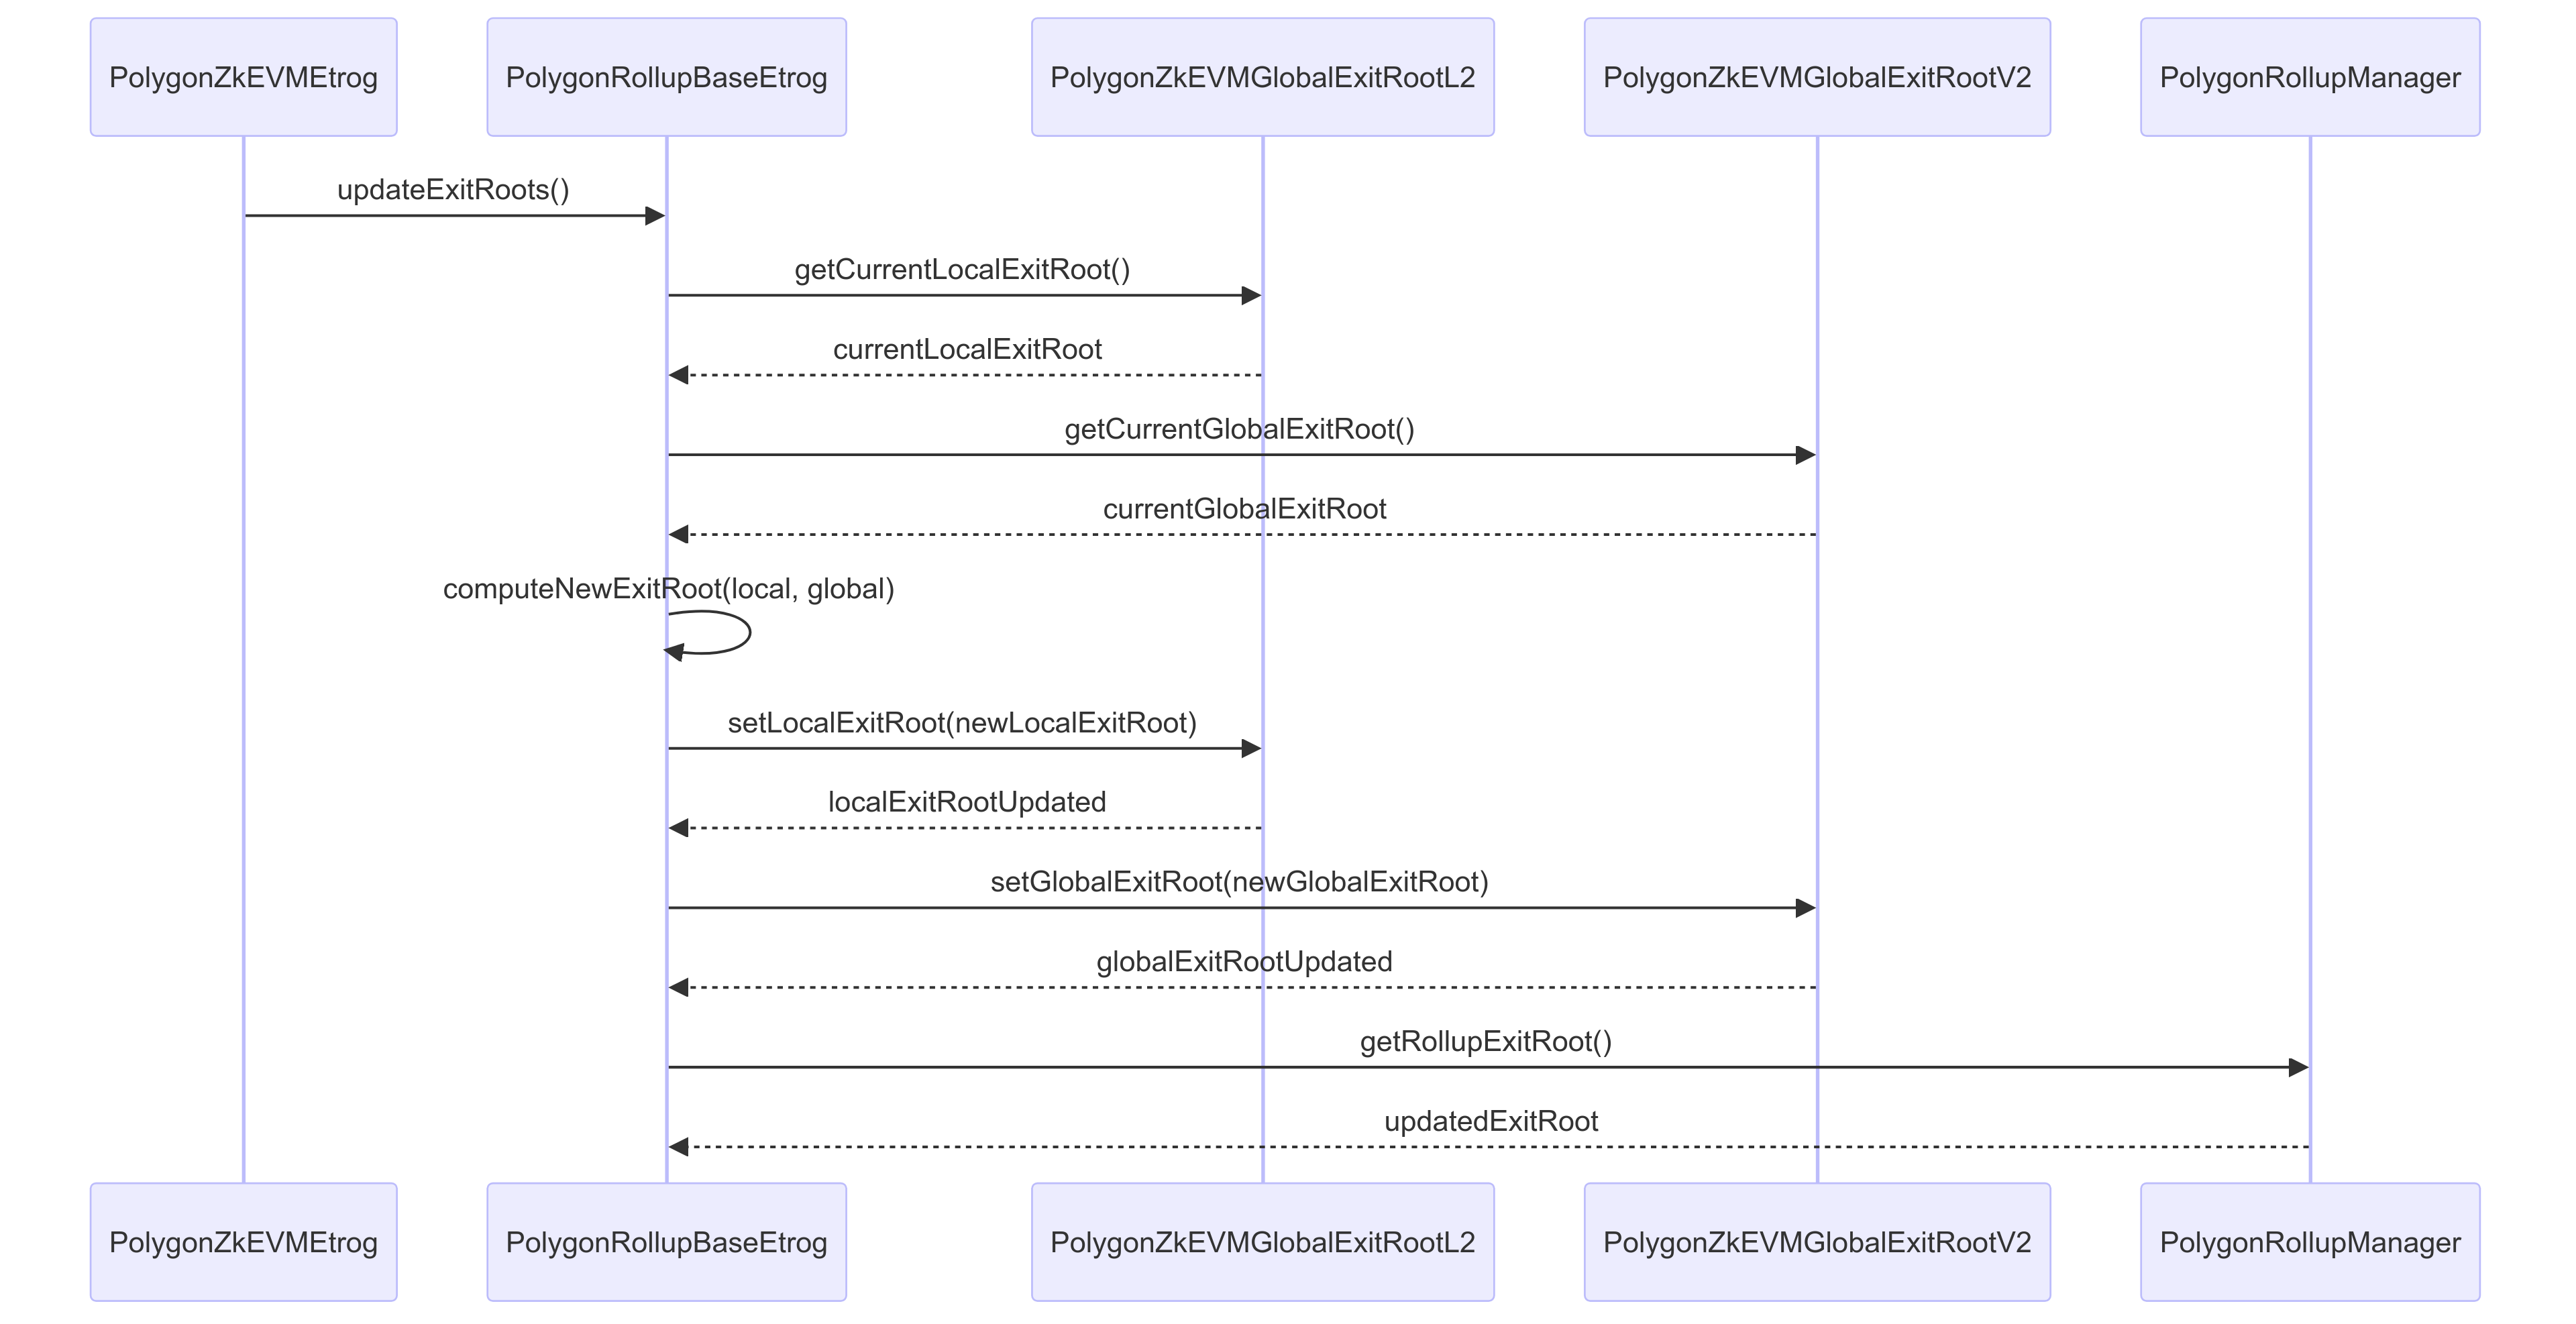 PolygonZkEVMEtrog
PolygonRollupBaseEtrog
PolygonZkEVMGlobalExitRootL2
PolygonZkEVMGlobalExitRootV2
PolygonRollupManager
updateExitRoots()
getCurrentLocalExitRoot()
currentLocalExitRoot
getCurrentGlobalExitRoot()
currentGlobalExitRoot
computeNewExitRoot(local, global)
setLocalExitRoot(newLocalExitRoot)
localExitRootUpdated
setGlobalExitRoot(newGlobalExitRoot)
globalExitRootUpdated
getRollupExitRoot()
updatedExitRoot
PolygonZkEVMEtrog
PolygonRollupBaseEtrog
PolygonZkEVMGlobalExitRootL2
PolygonZkEVMGlobalExitRootV2
PolygonRollupManager